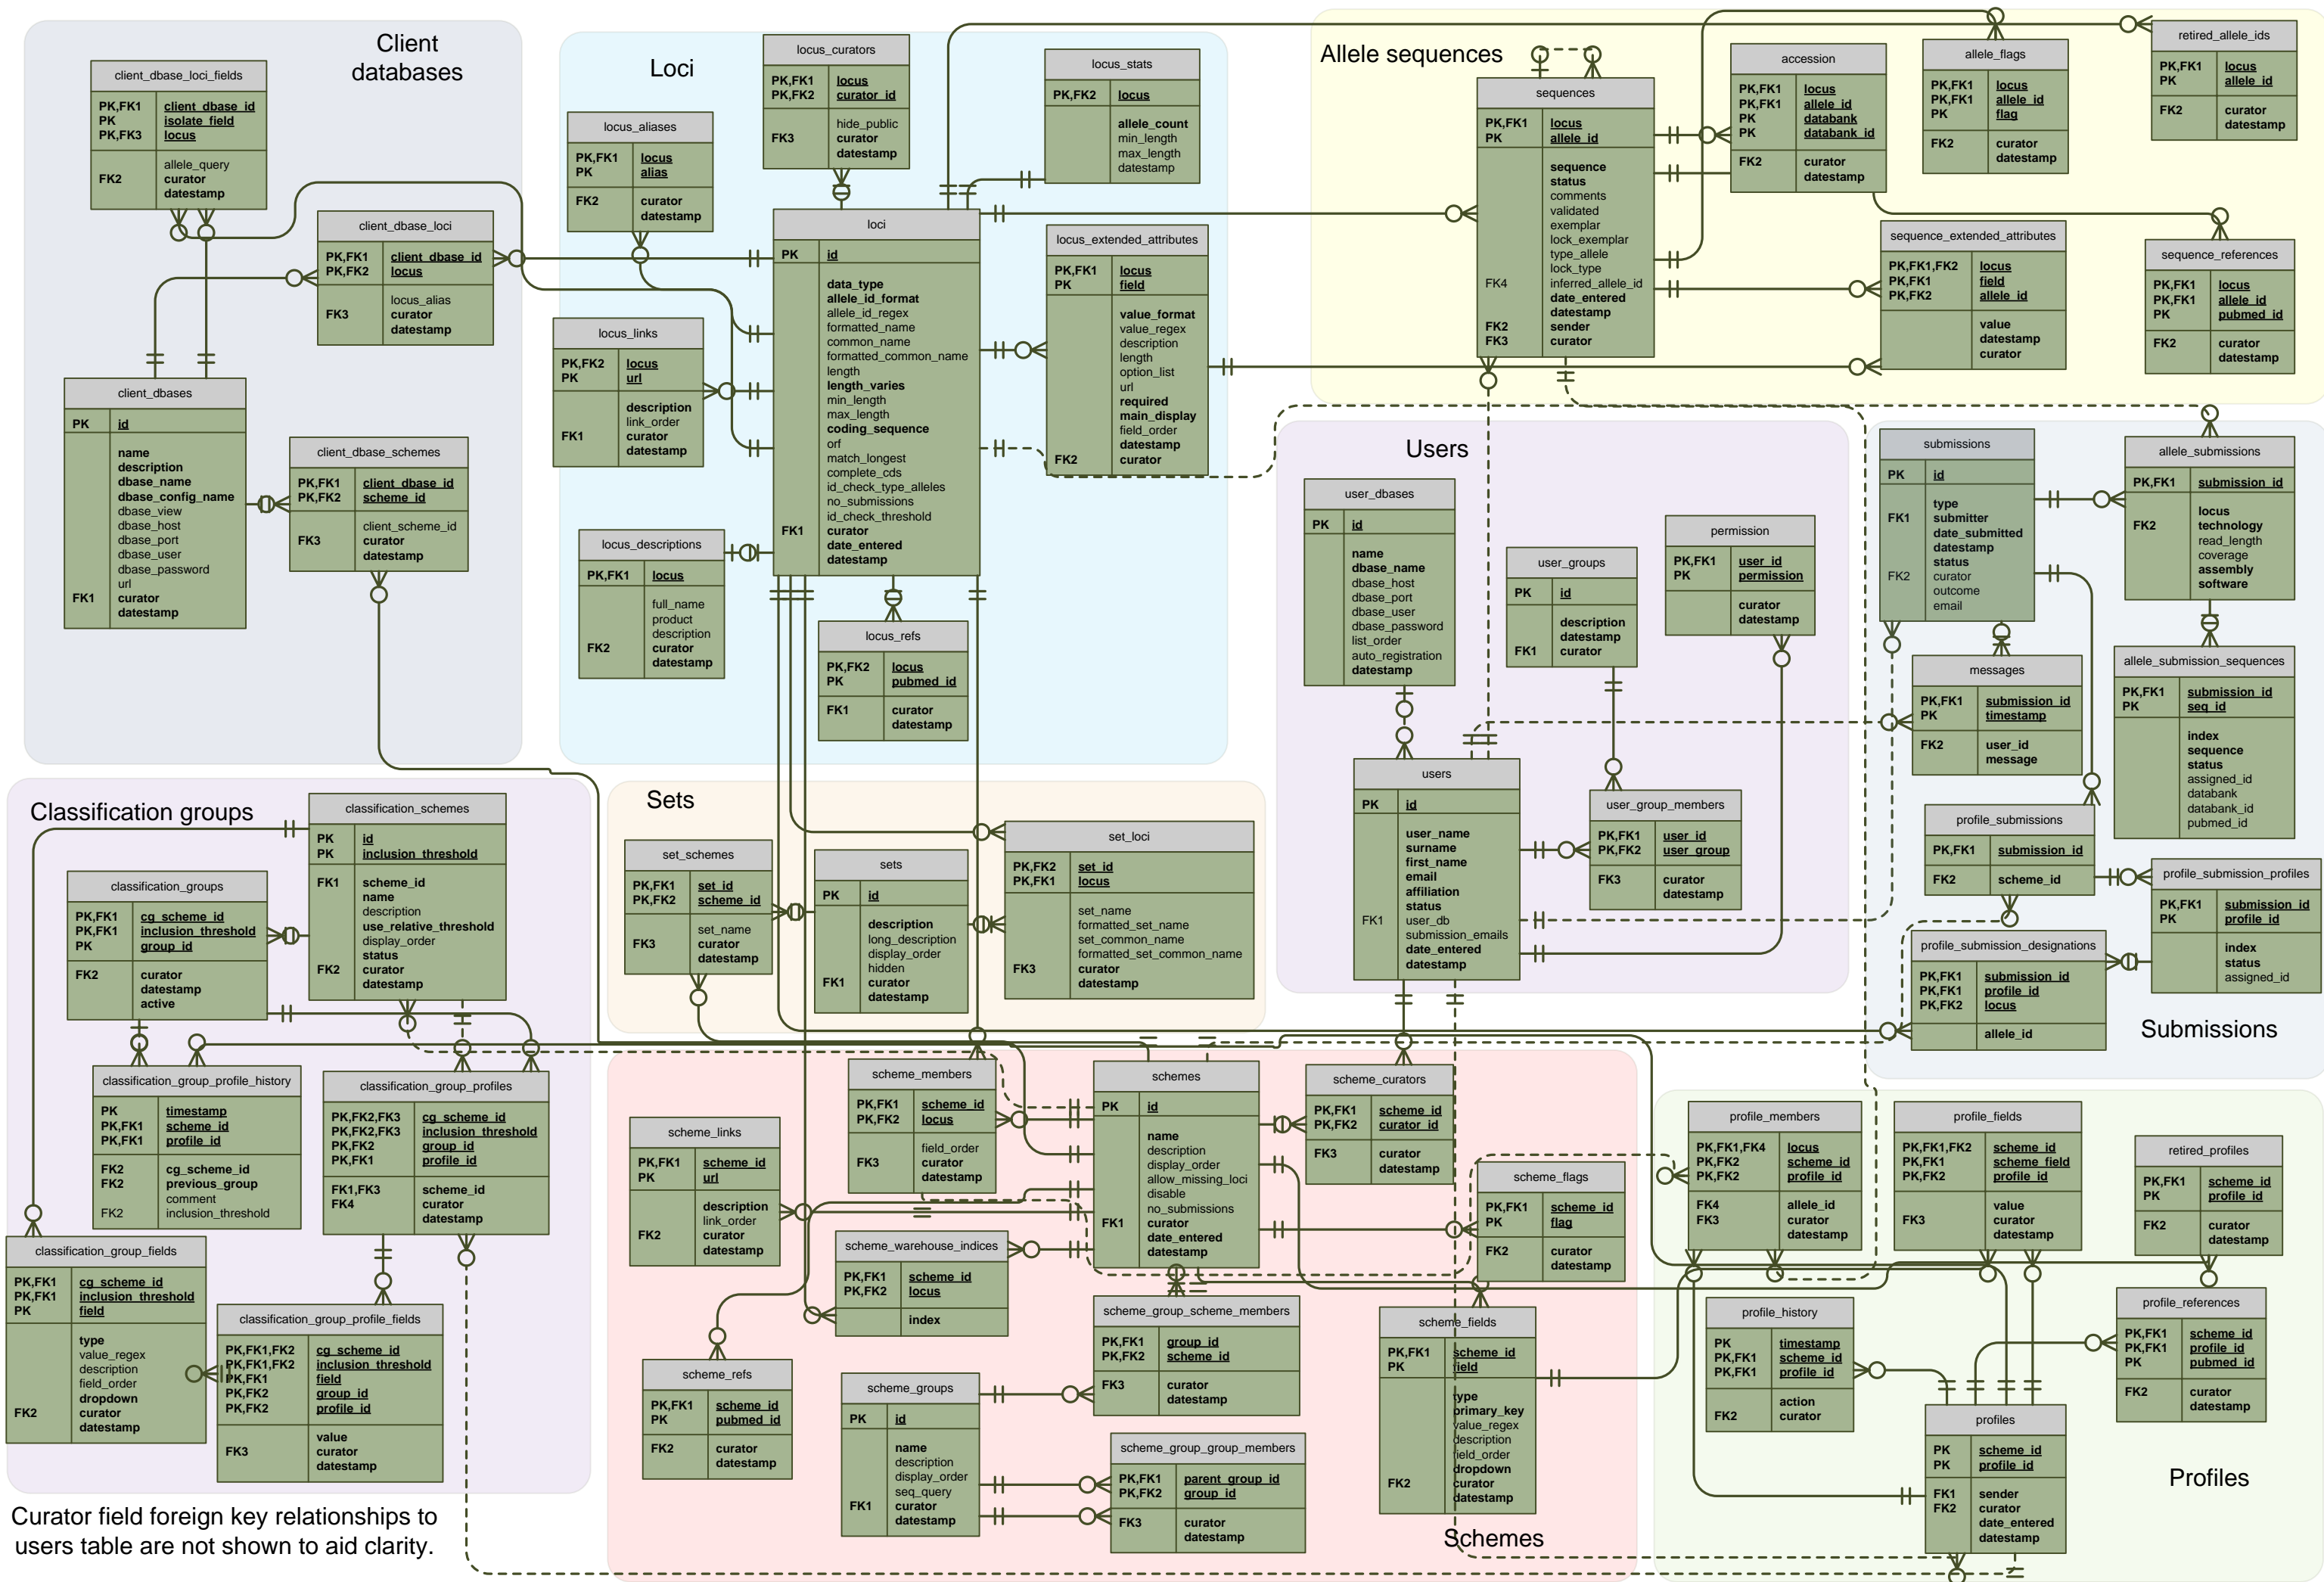 Client
databases
client_dbase_loci_fields
PK,FK1 client_dbase_id
PK isolate_field
PK,FK3 locus
allele_query
FK2 curator
datestamp
client_dbase_loci
PK,FK1 client_dbase_id
PK,FK2 locus
locus_alias
FK3 curator
datestamp
client_dbases
PK id
name
description
dbase_name
dbase_config_name
dbase_view
dbase_host
dbase_port
dbase_user
dbase_password
url
FK1 curator
datestamp
client_dbase_schemes
PK,FK1 client_dbase_id
PK,FK2 scheme_id
client_scheme_id
FK3 curator
datestamp
Loci
locus_curators
PK,FK1 locus
PK,FK2 curator_id
hide_public
FK3 curator
datestamp
locus_stats
PK,FK2 locus
allele_count
min_length
max_length
datestamp
locus_aliases
PK,FK1 locus
PK alias
FK2 curator
datestamp
loci
PK id
data_type
allele_id_format
allele_id_regex
formatted_name
common_name
formatted_common_name
length
length_varies
min_length
max_length
coding_sequence
orf
match_longest
complete_cds
id_check_type_alleles
no_submissions
id_check_threshold
FK1 curator
date_entered
datestamp
locus_extended_attributes
PK,FK1 locus
PK field
value_format
value_regex
description
length
option_list
url
required
main_display
field_order
datestamp
FK2 curator
locus_links
PK,FK2 locus
PK url
description
link_order
FK1 curator
datestamp
locus_descriptions
PK,FK1 locus
full_name
product
description
FK2 curator
datestamp
locus_refs
PK,FK2 locus
PK pubmed_id
FK1 curator
datestamp
Allele sequences
sequences
PK,FK1 locus
PK allele_id
sequence
status
comments
validated
exemplar
lock_exemplar
type_allele
lock_type
FK4 inferred_allele_id
date_entered
datestamp
FK2 sender
FK3 curator
accession
PK,FK1 locus
PK,FK1 allele_id
PK databank
PK databank_id
FK2 curator
datestamp
allele_flags
PK,FK1 locus
PK,FK1 allele_id
PK flag
FK2 curator
datestamp
retired_allele_ids
PK,FK1 locus
PK allele_id
FK2 curator
datestamp
sequence_extended_attributes
PK,FK1,FK2 locus
PK,FK1 field
PK,FK2 allele_id
value
datestamp
curator
sequence_references
PK,FK1 locus
PK,FK1 allele_id
PK pubmed_id
FK2 curator
datestamp
Users
user_dbases
PK id
name
dbase_name
dbase_host
dbase_port
dbase_user
dbase_password
list_order
auto_registration
datestamp
user_groups
PK id
description
datestamp
FK1 curator
permission
PK,FK1 user_id
PK permission
curator
datestamp
users
PK id
user_name
surname
first_name
email
affiliation
status
FK1 user_db
submission_emails
date_entered
datestamp
user_group_members
PK,FK1 user_id
PK,FK2 user_group
FK3 curator
datestamp
submissions
PK id
type
FK1 submitter
date_submitted
datestamp
status
FK2 curator
outcome
email
allele_submissions
PK,FK1 submission_id
locus
FK2 technology
read_length
coverage
assembly
software
messages
PK,FK1 submission_id
PK timestamp
FK2 user_id
message
allele_submission_sequences
PK,FK1 submission_id
PK seq_id
index
sequence
status
assigned_id
databank
databank_id
pubmed_id
profile_submissions
PK,FK1 submission_id
FK2 scheme_id
profile_submission_profiles
PK,FK1 submission_id
PK profile_id
index
status
assigned_id
profile_submission_designations
PK,FK1 submission_id
PK,FK1 profile_id
PK,FK2 locus
allele_id
Submissions
Classification groups
classification_schemes
PK id
PK inclusion_threshold
FK1 scheme_id
name
description
use_relative_threshold
display_order
status
FK2 curator
datestamp
classification_groups
PK,FK1 cg_scheme_id
PK,FK1 inclusion_threshold
PK group_id
FK2 curator
datestamp
active
classification_group_profile_history
PK timestamp
PK,FK1 scheme_id
PK,FK1 profile_id
FK2 cg_scheme_id
FK2 previous_group
comment
FK2 inclusion_threshold
classification_group_profiles
PK,FK2,FK3 cg_scheme_id
PK,FK2,FK3 inclusion_threshold
PK,FK2 group_id
PK,FK1 profile_id
FK1,FK3 scheme_id
FK4 curator
datestamp
classification_group_fields
PK,FK1 cg_scheme_id
PK,FK1 inclusion_threshold
PK field
type
value_regex
description
field_order
dropdown
FK2 curator
datestamp
classification_group_profile_fields
PK,FK1,FK2 cg_scheme_id
PK,FK1,FK2 inclusion_threshold
PK,FK1 field
PK,FK2 group_id
PK,FK2 profile_id
value
FK3 curator
datestamp
Curator field foreign key relationships to
users table are not shown to aid clarity.
Sets
set_schemes
PK,FK1 set_id
PK,FK2 scheme_id
set_name
FK3 curator
datestamp
sets
PK id
description
long_description
display_order
hidden
FK1 curator
datestamp
set_loci
PK,FK2 set_id
PK,FK1 locus
set_name
formatted_set_name
set_common_name
formatted_set_common_name
FK3 curator
datestamp
scheme_members
PK,FK1 scheme_id
PK,FK2 locus
field_order
FK3 curator
datestamp
schemes
PK id
name
description
display_order
allow_missing_loci
disable
no_submissions
FK1 curator
date_entered
datestamp
scheme_curators
PK,FK1 scheme_id
PK,FK2 curator_id
FK3 curator
datestamp
scheme_links
PK,FK1 scheme_id
PK url
description
link_order
FK2 curator
datestamp
scheme_flags
PK,FK1 scheme_id
PK flag
FK2 curator
datestamp
scheme_warehouse_indices
PK,FK1 scheme_id
PK,FK2 locus
index
scheme_group_scheme_members
PK,FK1 group_id
PK,FK2 scheme_id
FK3 curator
datestamp
scheme_fields
PK,FK1 scheme_id
PK field
type
primary_key
value_regex
description
field_order
dropdown
FK2 curator
datestamp
scheme_refs
PK,FK1 scheme_id
PK pubmed_id
FK2 curator
datestamp
scheme_groups
PK id
name
description
display_order
seq_query
FK1 curator
datestamp
scheme_group_group_members
PK,FK1 parent_group_id
PK,FK2 group_id
FK3 curator
datestamp
Schemes
profile_members
PK,FK1,FK4 locus
PK,FK2 scheme_id
PK,FK2 profile_id
FK4 allele_id
FK3 curator
datestamp
profile_fields
PK,FK1,FK2 scheme_id
PK,FK1 scheme_field
PK,FK2 profile_id
value
FK3 curator
datestamp
retired_profiles
PK,FK1 scheme_id
PK profile_id
FK2 curator
datestamp
profile_history
PK timestamp
PK,FK1 scheme_id
PK,FK1 profile_id
action
FK2 curator
profile_references
PK,FK1 scheme_id
PK,FK1 profile_id
PK pubmed_id
FK2 curator
datestamp
profiles
PK scheme_id
PK profile_id
FK1 sender
FK2 curator
date_entered
datestamp
Profiles